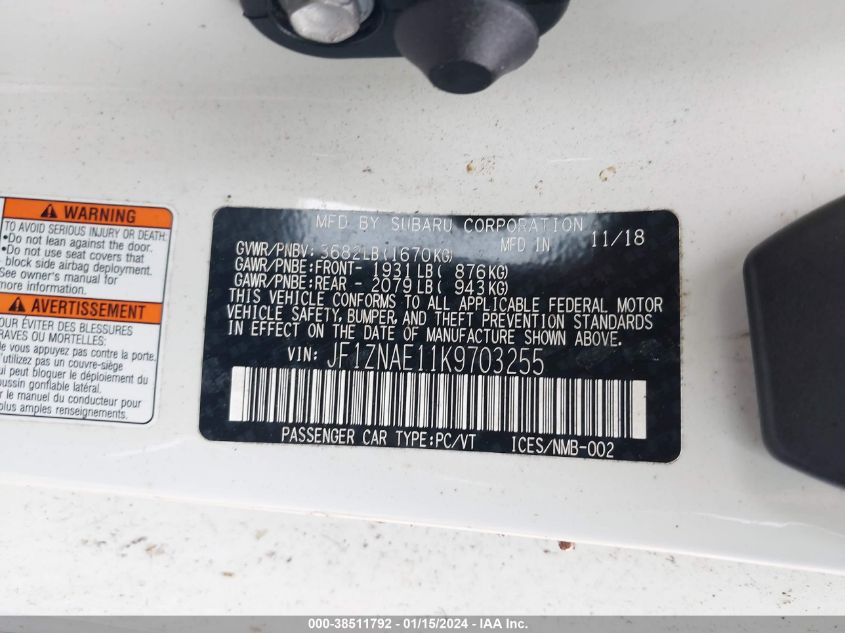 WARNING
TO AVOID SERIOUS INJURY OR DEATH:
•Do not lean against the door.
•Do not use seat covers that
block side airbag deployment.
•See owner's manual for
more information.
AVERTISSEMENT
POUR ÉVITER DES BLESSURES
GRAVES OU MORTELLES:
•Ne vous appuyez pas contre la porte.
pas un couvre-siège
qui peut bloquer le déploiement du
coussin gonflable latéral.
manuel du conducteur
plus amples renseignements.
MFD BY SUBARU CORPORATION
MFD IN 11/18
GVWR/PNBV: 3682LB(1670KG)
GAWR/PNBE:FRONT- 1931LB( 876KG)
GAWR/PNBE:REAR - 2079LB( 943KG)
THIS VEHICLE CONFORMS TO ALL APPLICABLE FEDERAL MOTOR
VEHICLE SAFETY, BUMPER, AND THEFT PREVENTION STANDARDS
IN EFFECT ON THE DATE OF MANUFACTURE SHOWN ABOVE.
VIN: JF1ZNAE11K9703255
PASSENGER CAR TYPE:PC/VT ICES/NMB-002
000-38511792 - 01/15/2024 - IAA Inc.